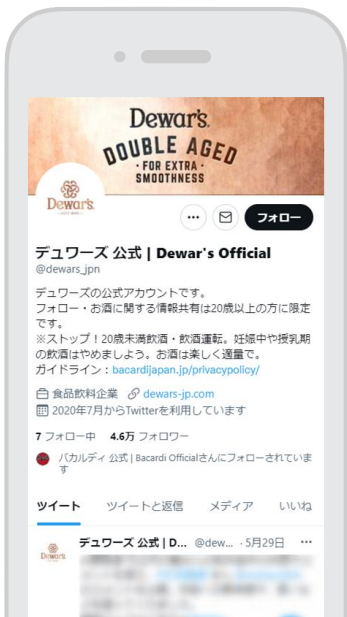 Dewar's.
DOUBLE AGED
· FOR EXTRA ·
SMOOTHNESS
Dewar's
フォロー
デュワーズ 公式 | Dewar's Official
@dewars_jpn
デュワーズの公式アカウントです。
フォロー・お酒に関する情報共有は20歳以上の方に限定
です。
※ストップ！20歳未満飲酒・飲酒運転。妊娠中や授乳期
の飲酒はやめましょう。お酒は楽しく適量で。
ガイドライン：bacardijapan.jp/privacypolicy/
食品飲料企業 dewars-jp.com
2020年7月からTwitterを利用しています
7 フォロー中 4.6万 フォロワー
バカルディ 公式 | Bacardi Officialさんにフォローされていま
す
ツイート ツイートと返信 メディア いいね
デュワーズ 公式 | D... @dew... · 5月29日 ···
Dewar's